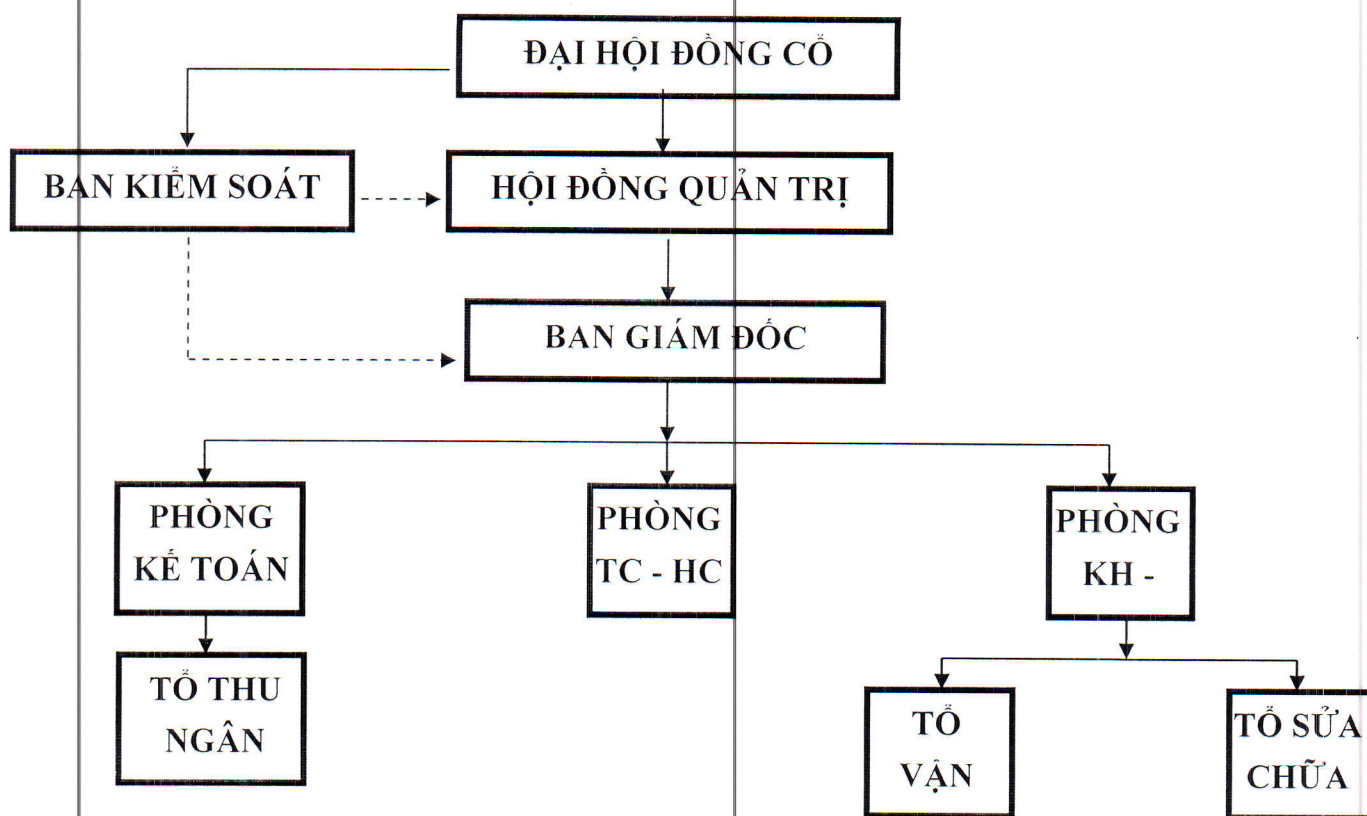 ĐẠI HỘI ĐỒNG CỔ
BAN KIỂM SOÁT
HỘI ĐỒNG QUẢN TRỊ
BAN GIÁM ĐỐC
PHÒNG
KẾ TOÁN
PHÒNG
TC - HC
PHÒNG
KH -
TỔ THU
NGÂN
TỔ
VẬN
TỔ SỬA
CHỮA